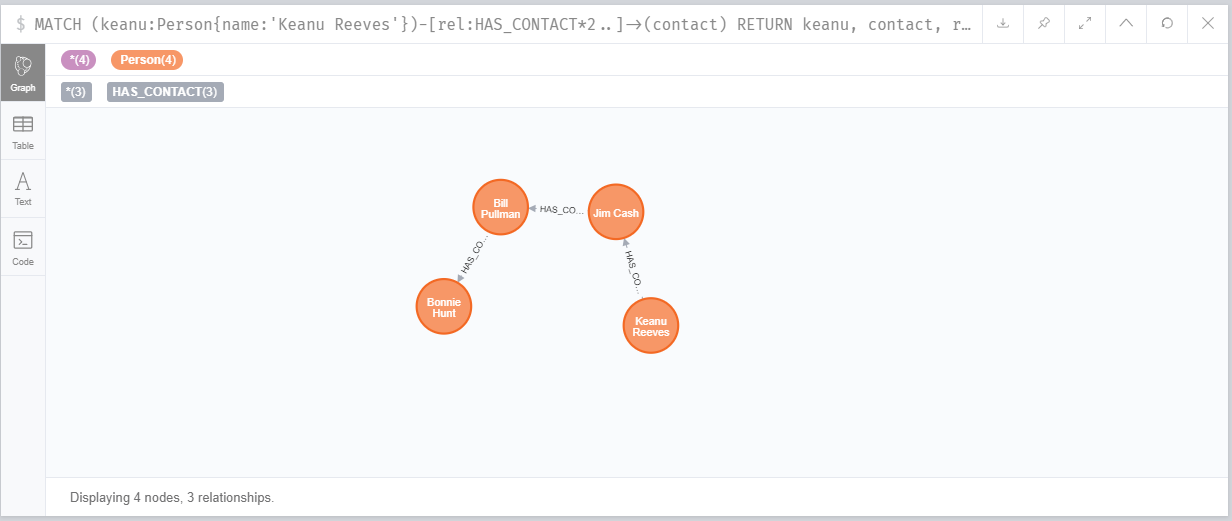 $ MATCH (keanu:Person{name:'Keanu Reeves'})-[rel:HAS_CONTACT*2..]->(contact) RETURN keanu, contact, r…
*(4) Person(4)
*(3) HAS_CONTACT(3)
Graph
Table
Text
Code
Bill
Pullman
HAS_CO…
Jim Cash
HAS_CO…
HAS_CO…
Bonnie
Hunt
Keanu
Reeves
Displaying 4 nodes, 3 relationships.